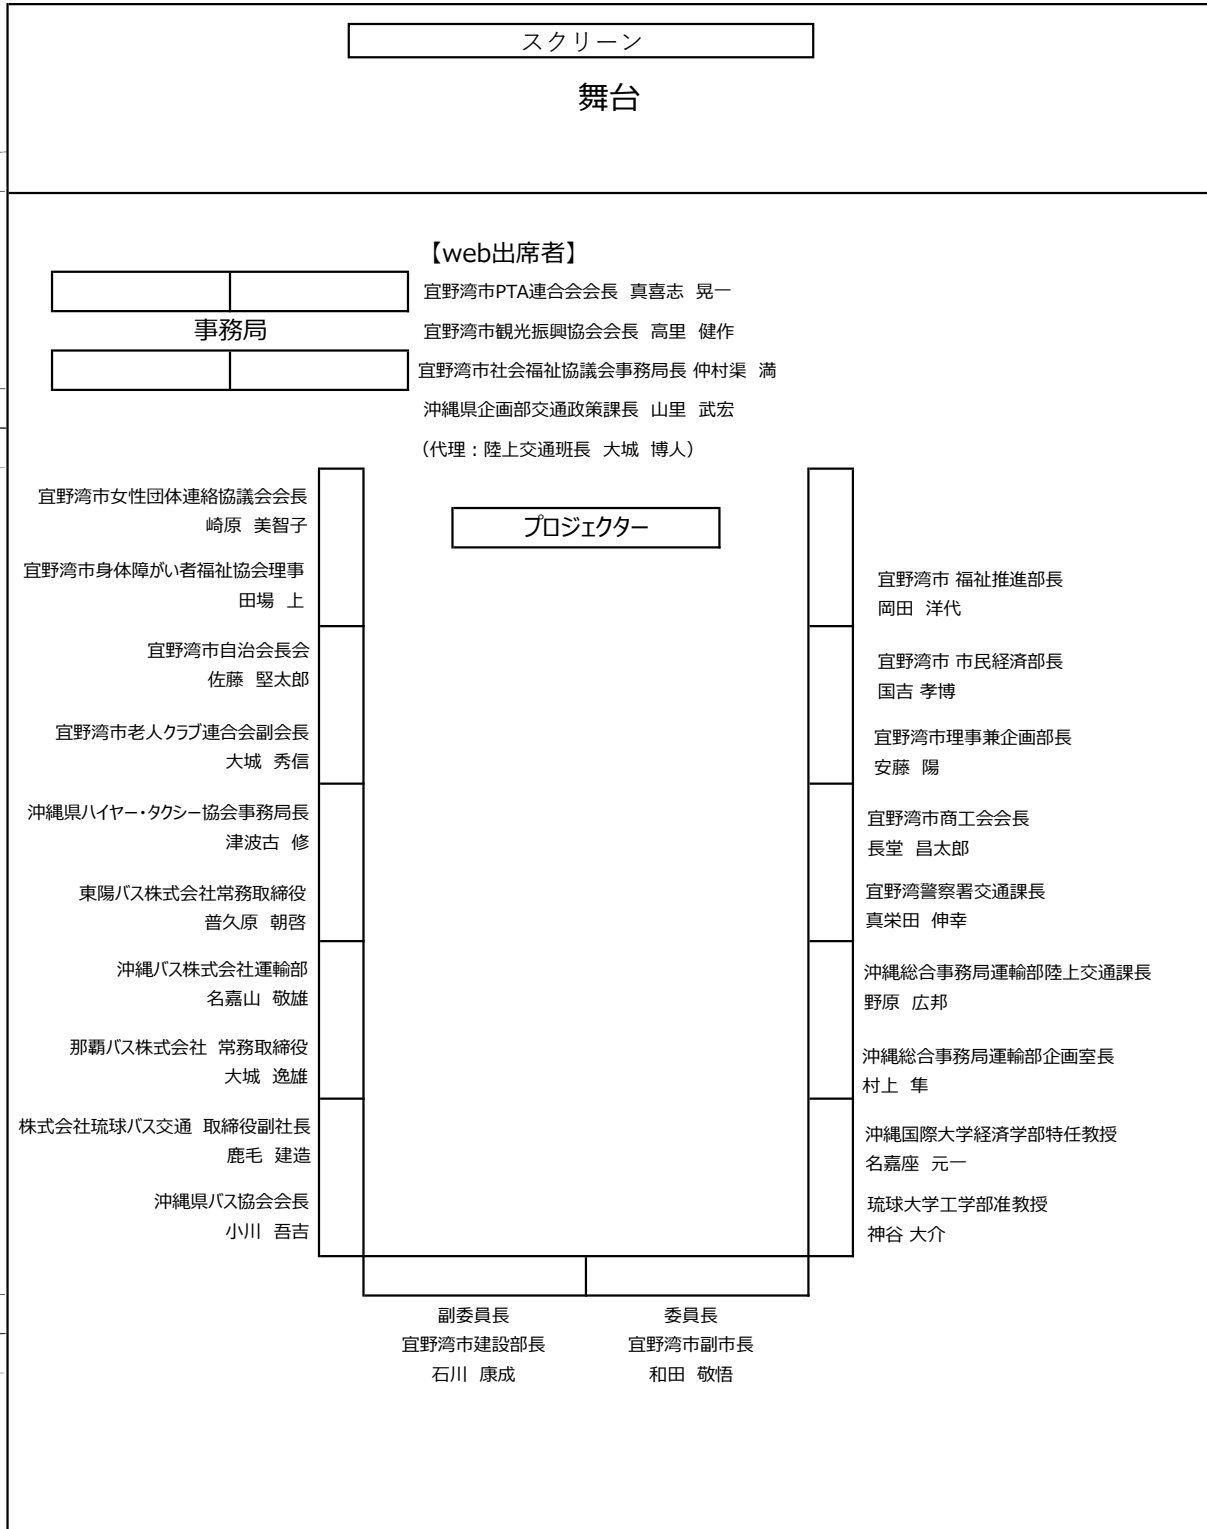 スクリーン
舞台
【web出席者】
宜野湾市PTA連合会会長 真喜志 晃一
事務局
宜野湾市観光振興協会会長 高里 健作
宜野湾市社会福祉協議会事務局長 仲村渠 満
沖縄県企画部交通政策課長 山里 武宏
（代理：陸上交通班長 大城 博人）
プロジェクター
宜野湾市女性団体連絡協議会会長
崎原 美智子
宜野湾市身体障がい者福祉協会理事
田場 上
宜野湾市自治会長会
佐藤 堅太郎
宜野湾市老人クラブ連合会副会長
大城 秀信
沖縄県ハイヤー・タクシー協会事務局長
津波古 修
東陽バス株式会社常務取締役
普久原 朝啓
沖縄バス株式会社運輸部
名嘉山 敬雄
那覇バス株式会社 常務取締役
大城 逸雄
株式会社琉球バス交通 取締役副社長
鹿毛 建造
沖縄県バス協会会長
小川 吾吉
宜野湾市 福祉推進部長
岡田 洋代
宜野湾市 市民経済部長
国吉 孝博
宜野湾市理事兼企画部長
安藤 陽
宜野湾市商工会会長
長堂 昌太郎
宜野湾警察署交通課長
真栄田 伸幸
沖縄総合事務局運輸部陸上交通課長
野原 広邦
沖縄総合事務局運輸部企画室長
村上 隼
沖縄国際大学経済学部特任教授
名嘉座 元一
琉球大学工学部准教授
神谷 大介
副委員長
宜野湾市建設部長
石川 康成
委員長
宜野湾市副市長
和田 敬悟